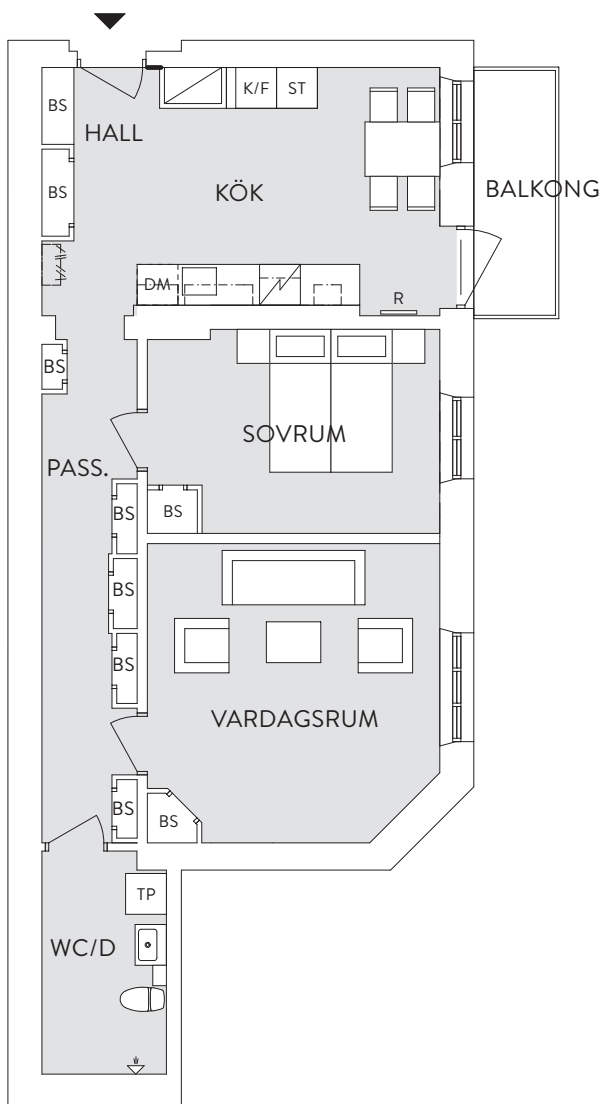 BS
K/F
ST
HALL
BS
KÖK
BALKONG
DM
R
BS
SOVRUM
PASS.
BS
BS
BS
BS
VARDAGSRUM
BS
BS
TP
WC/D